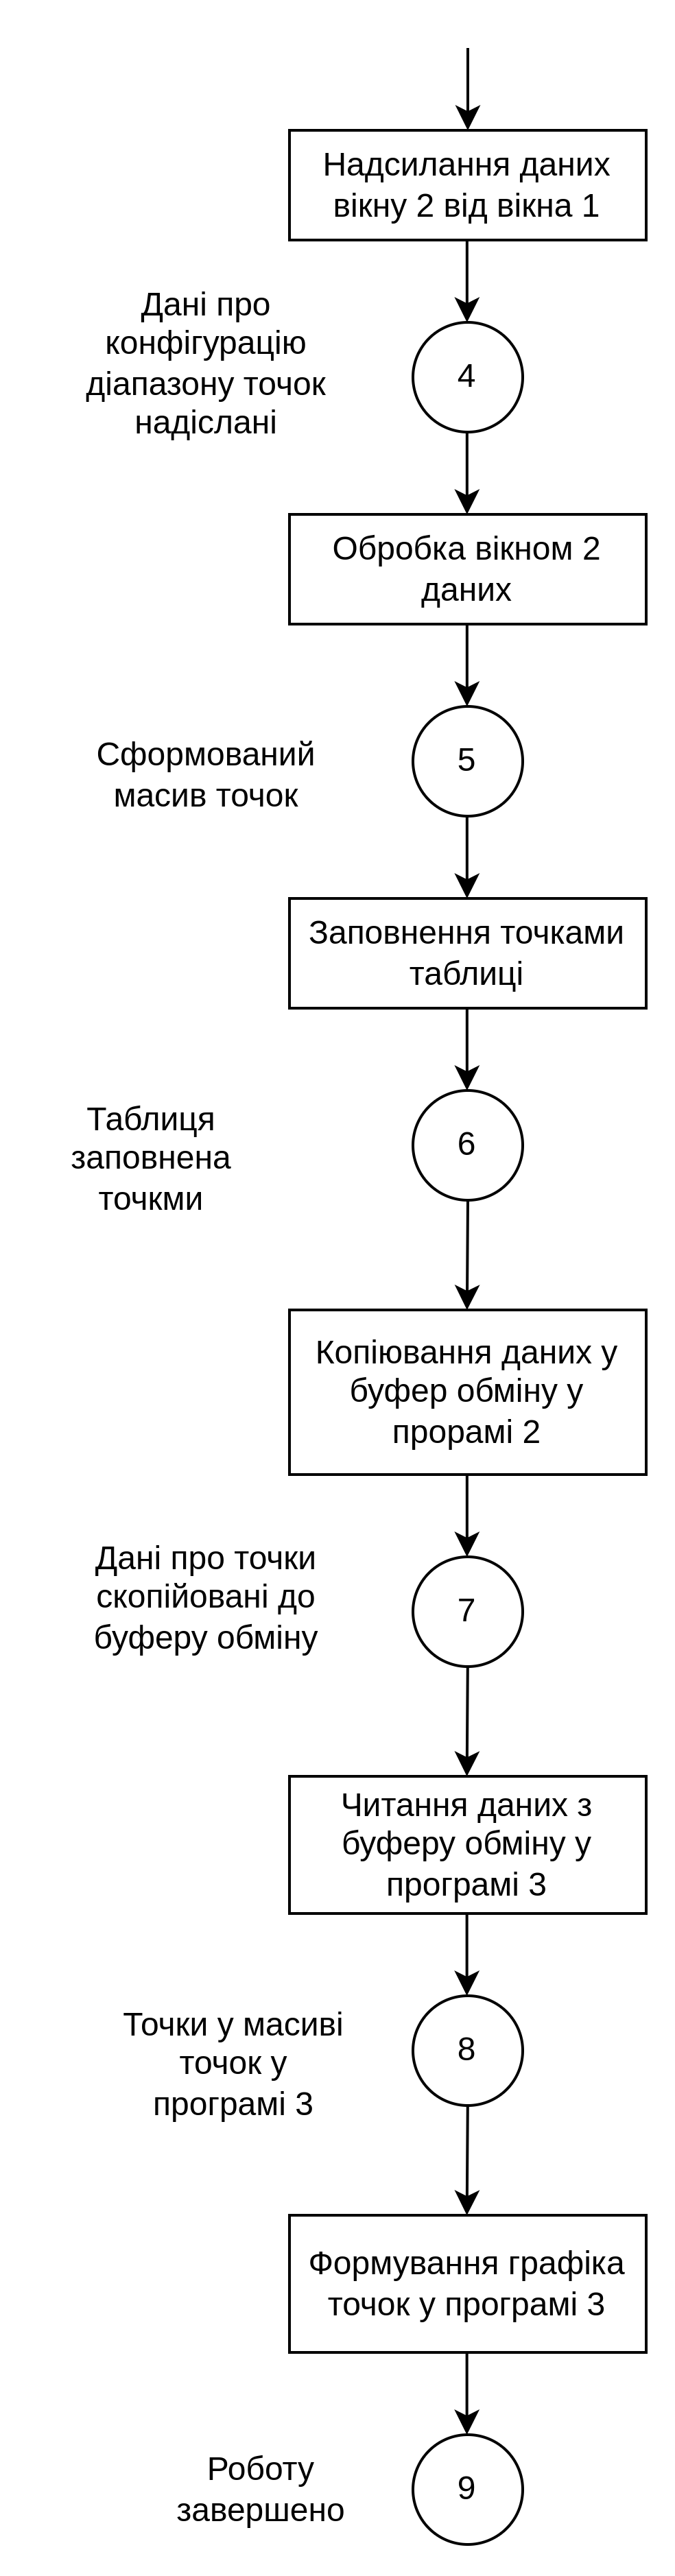 Надсилання даних
вікну 2 від вікна 1
Дані про
конфігурацію
діапазону точок
надіслані
4
Обробка вікном 2
даних
Сформований
масив точок
5
Заповнення точками
таблиці
Таблиця
заповнена
точкми
6
Копіювання даних у
буфер обміну у
прорамі 2
Дані про точки
скопійовані до
буферу обміну
7
Читання даних з
буферу обміну у
програмі 3
Точки у масиві
точок у
програмі 3
8
Формування графіка
точок у програмі 3
Роботу
завершено
9